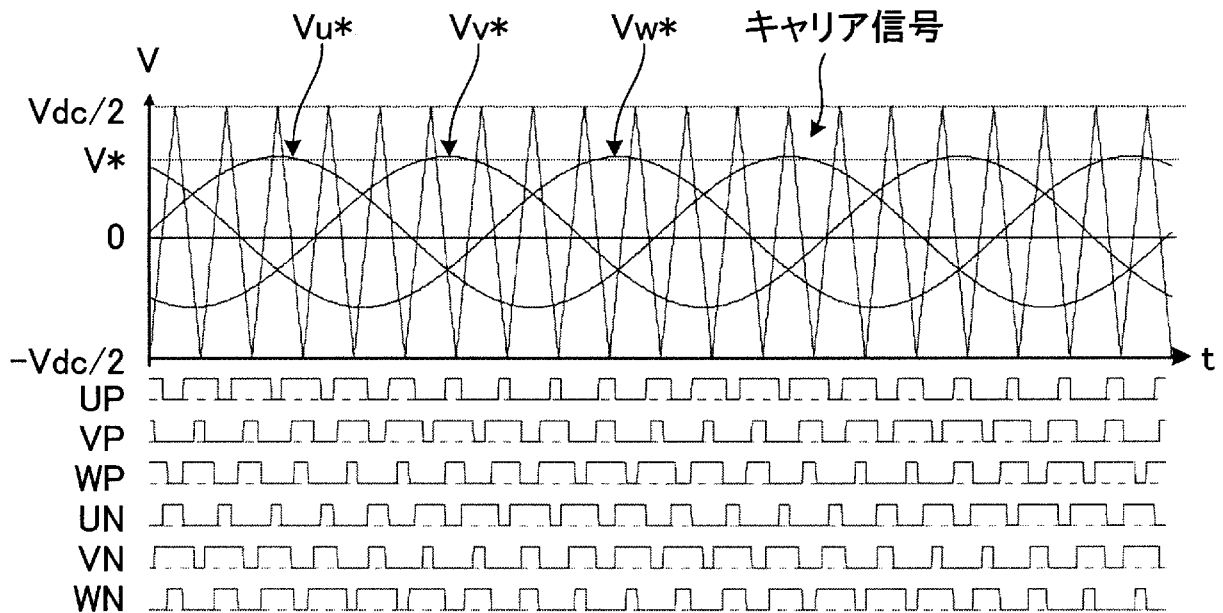 Vu* Vv* Vw* キャリア信号
V
Vdc/2
V*
0
-Vdc/2
t
UP
VP
WP
UN
VN
WN